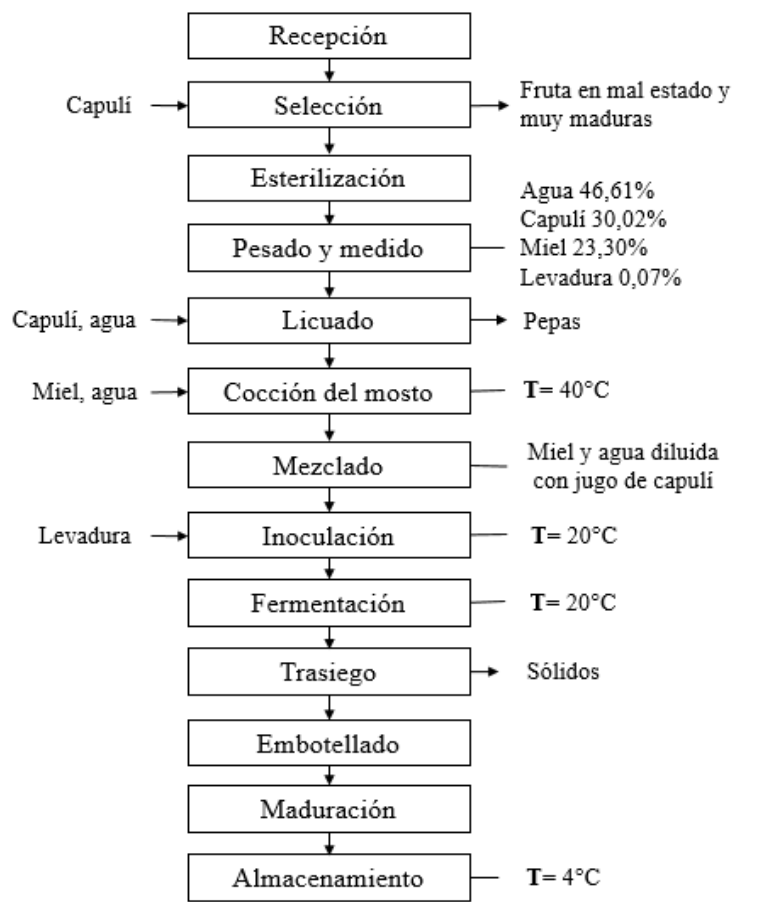 Recepción
Capulí
Selección
Fruta en mal estado y
muy maduras
Esterilización
Pesado y medido
Agua 46,61%
Capulí 30,02%
Miel 23,30%
Levadura 0,07%
Capulí, agua
Licuado
Pepas
Miel, agua
Cocción del mosto
T= 40°C
Mezclado
Miel y agua diluida
con jugo de capulí
Levadura
Inoculación
T= 20°C
Fermentación
T= 20°C
Trasiego
Sólidos
Embotellado
Maduración
Almacenamiento
T= 4°C